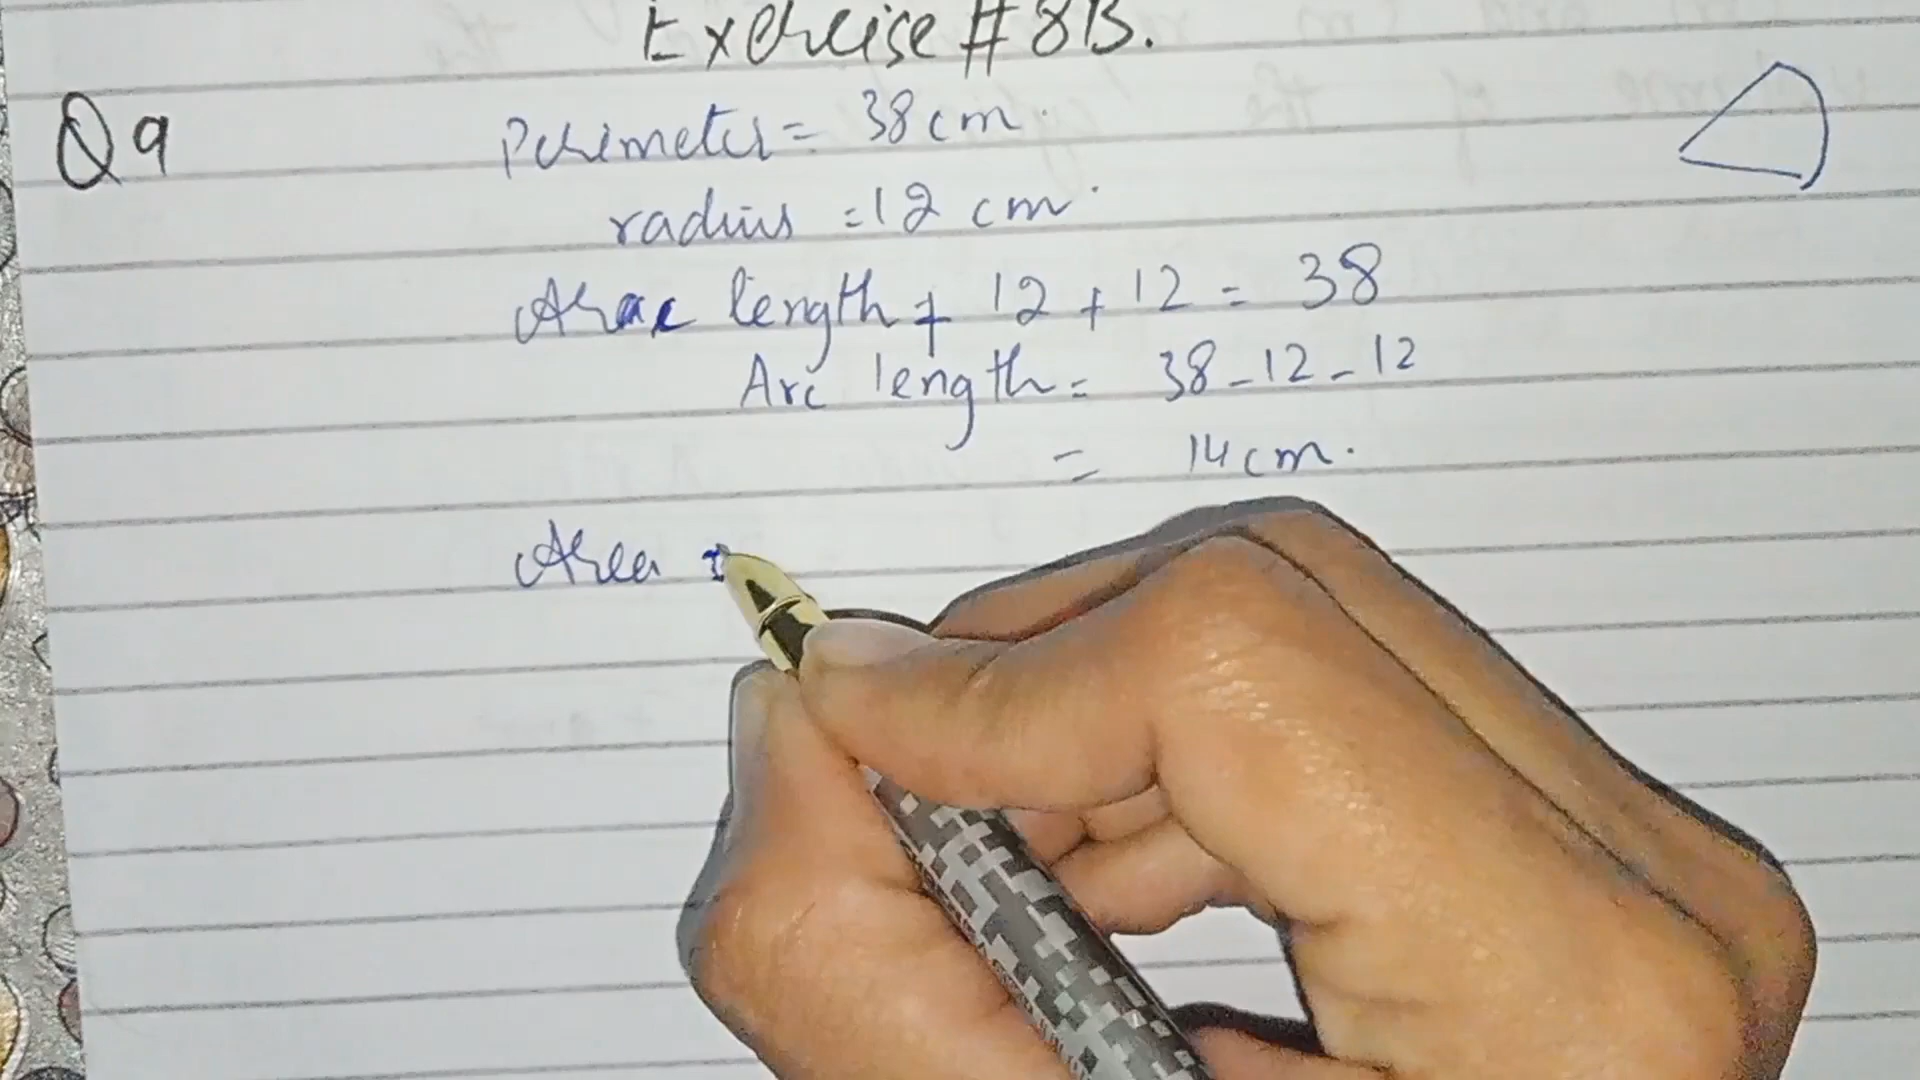 Exercise # 8B.
Q9
Perimeter = 38cm.
radius = 12 cm.
Arc length + 12 + 12 = 38
Arc length = 38 - 12 - 12
= 14cm.
Area